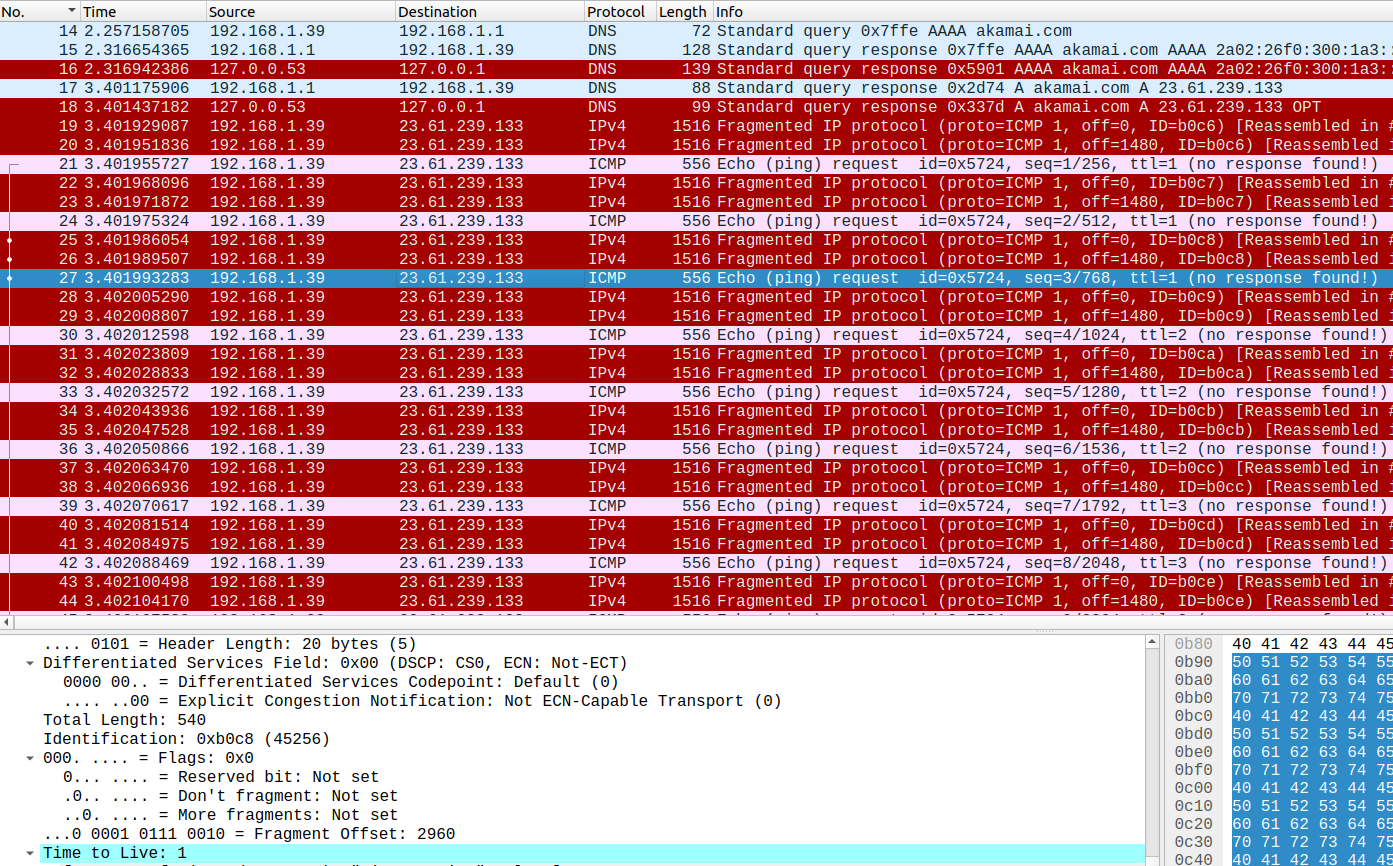 No. Time Source Destination Protocol Length Info
14 2.257158705 192.168.1.39 192.168.1.1 DNS 72 Standard query 0x7ffe AAAA akamai.com
15 2.316654365 192.168.1.1 192.168.1.39 DNS 128 Standard query response 0x7ffe AAAA akamai.com AAAA 2a02:26f0:300:1a3:
16 2.316942386 127.0.0.53 127.0.0.1 DNS 139 Standard query response 0x5901 AAAA akamai.com AAAA 2a02:26f0:300:1a3:
17 3.401175906 192.168.1.1 192.168.1.39 DNS 88 Standard query response 0x2d74 A akamai.com A 23.61.239.133
18 3.401437182 127.0.0.53 127.0.0.1 DNS 99 Standard query response 0x337d A akamai.com A 23.61.239.133 OPT
19 3.401929087 192.168.1.39 23.61.239.133 IPv4 1516 Fragmented IP protocol (proto=ICMP 1, off=0, ID=b0c6) [Reassembled in #
20 3.401951836 192.168.1.39 23.61.239.133 IPv4 1516 Fragmented IP protocol (proto=ICMP 1, off=1480, ID=b0c6) [Reassembled i
21 3.401955727 192.168.1.39 23.61.239.133 ICMP 556 Echo (ping) request id=0x5724, seq=1/256, ttl=1 (no response found!)
22 3.401968096 192.168.1.39 23.61.239.133 IPv4 1516 Fragmented IP protocol (proto=ICMP 1, off=0, ID=b0c7) [Reassembled in #
23 3.401971872 192.168.1.39 23.61.239.133 IPv4 1516 Fragmented IP protocol (proto=ICMP 1, off=1480, ID=b0c7) [Reassembled i
24 3.401975324 192.168.1.39 23.61.239.133 ICMP 556 Echo (ping) request id=0x5724, seq=2/512, ttl=1 (no response found!)
25 3.401986054 192.168.1.39 23.61.239.133 IPv4 1516 Fragmented IP protocol (proto=ICMP 1, off=0, ID=b0c8) [Reassembled in #
26 3.401989507 192.168.1.39 23.61.239.133 IPv4 1516 Fragmented IP protocol (proto=ICMP 1, off=1480, ID=b0c8) [Reassembled i
27 3.401993283 192.168.1.39 23.61.239.133 ICMP 556 Echo (ping) request id=0x5724, seq=3/768, ttl=1 (no response found!)
28 3.402005290 192.168.1.39 23.61.239.133 IPv4 1516 Fragmented IP protocol (proto=ICMP 1, off=0, ID=b0c9) [Reassembled in #
29 3.402008807 192.168.1.39 23.61.239.133 IPv4 1516 Fragmented IP protocol (proto=ICMP 1, off=1480, ID=b0c9) [Reassembled i
30 3.402012598 192.168.1.39 23.61.239.133 ICMP 556 Echo (ping) request id=0x5724, seq=4/1024, ttl=2 (no response found!)
31 3.402023809 192.168.1.39 23.61.239.133 IPv4 1516 Fragmented IP protocol (proto=ICMP 1, off=0, ID=b0ca) [Reassembled in #
32 3.402028833 192.168.1.39 23.61.239.133 IPv4 1516 Fragmented IP protocol (proto=ICMP 1, off=1480, ID=b0ca) [Reassembled i
33 3.402032572 192.168.1.39 23.61.239.133 ICMP 556 Echo (ping) request id=0x5724, seq=5/1280, ttl=2 (no response found!)
34 3.402043936 192.168.1.39 23.61.239.133 IPv4 1516 Fragmented IP protocol (proto=ICMP 1, off=0, ID=b0cb) [Reassembled in #
35 3.402047528 192.168.1.39 23.61.239.133 IPv4 1516 Fragmented IP protocol (proto=ICMP 1, off=1480, ID=b0cb) [Reassembled i
36 3.402050866 192.168.1.39 23.61.239.133 ICMP 556 Echo (ping) request id=0x5724, seq=6/1536, ttl=2 (no response found!)
37 3.402063470 192.168.1.39 23.61.239.133 IPv4 1516 Fragmented IP protocol (proto=ICMP 1, off=0, ID=b0cc) [Reassembled in #
38 3.402066936 192.168.1.39 23.61.239.133 IPv4 1516 Fragmented IP protocol (proto=ICMP 1, off=1480, ID=b0cc) [Reassembled i
39 3.402070617 192.168.1.39 23.61.239.133 ICMP 556 Echo (ping) request id=0x5724, seq=7/1792, ttl=3 (no response found!)
40 3.402081514 192.168.1.39 23.61.239.133 IPv4 1516 Fragmented IP protocol (proto=ICMP 1, off=0, ID=b0cd) [Reassembled in #
41 3.402084975 192.168.1.39 23.61.239.133 IPv4 1516 Fragmented IP protocol (proto=ICMP 1, off=1480, ID=b0cd) [Reassembled i
42 3.402088469 192.168.1.39 23.61.239.133 ICMP 556 Echo (ping) request id=0x5724, seq=8/2048, ttl=3 (no response found!)
43 3.402100498 192.168.1.39 23.61.239.133 IPv4 1516 Fragmented IP protocol (proto=ICMP 1, off=0, ID=b0ce) [Reassembled in #
44 3.402104170 192.168.1.39 23.61.239.133 IPv4 1516 Fragmented IP protocol (proto=ICMP 1, off=1480, ID=b0ce) [Reassembled i
.... 0101 = Header Length: 20 bytes (5)
Differentiated Services Field: 0x00 (DSCP: CS0, ECN: Not-ECT)
0000 00.. = Differentiated Services Codepoint: Default (0)
.... ..00 = Explicit Congestion Notification: Not ECN-Capable Transport (0)
Total Length: 540
Identification: 0xb0c8 (45256)
000. .... = Flags: 0x0
0... .... = Reserved bit: Not set
.0.. .... = Don't fragment: Not set
..0. .... = More fragments: Not set
...0 0001 0111 0010 = Fragment Offset: 2960
Time to Live: 1
0b80 40 41 42 43 44 45
0b90 50 51 52 53 54 55
0ba0 60 61 62 63 64 65
0bb0 70 71 72 73 74 75
0bc0 40 41 42 43 44 45
0bd0 50 51 52 53 54 55
0be0 60 61 62 63 64 65
0bf0 70 71 72 73 74 75
0c00 40 41 42 43 44 45
0c10 50 51 52 53 54 55
0c20 60 61 62 63 64 65
0c30 70 71 72 73 74 75
0c40 40 41 42 43 44 45